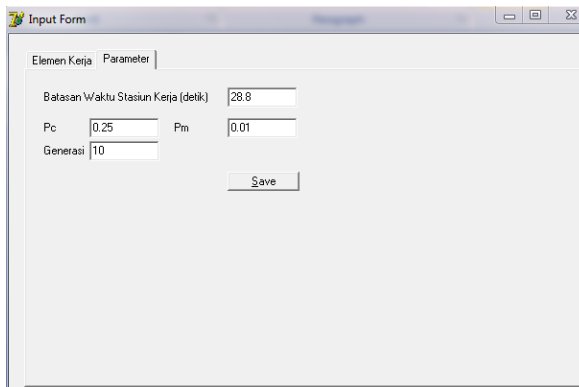 Input Form
Elemen Kerja Parameter
Batasan Waktu Stasiun Kerja (detik) 28.8
Pc 0.25 Pm 0.01
Generasi 10
Save